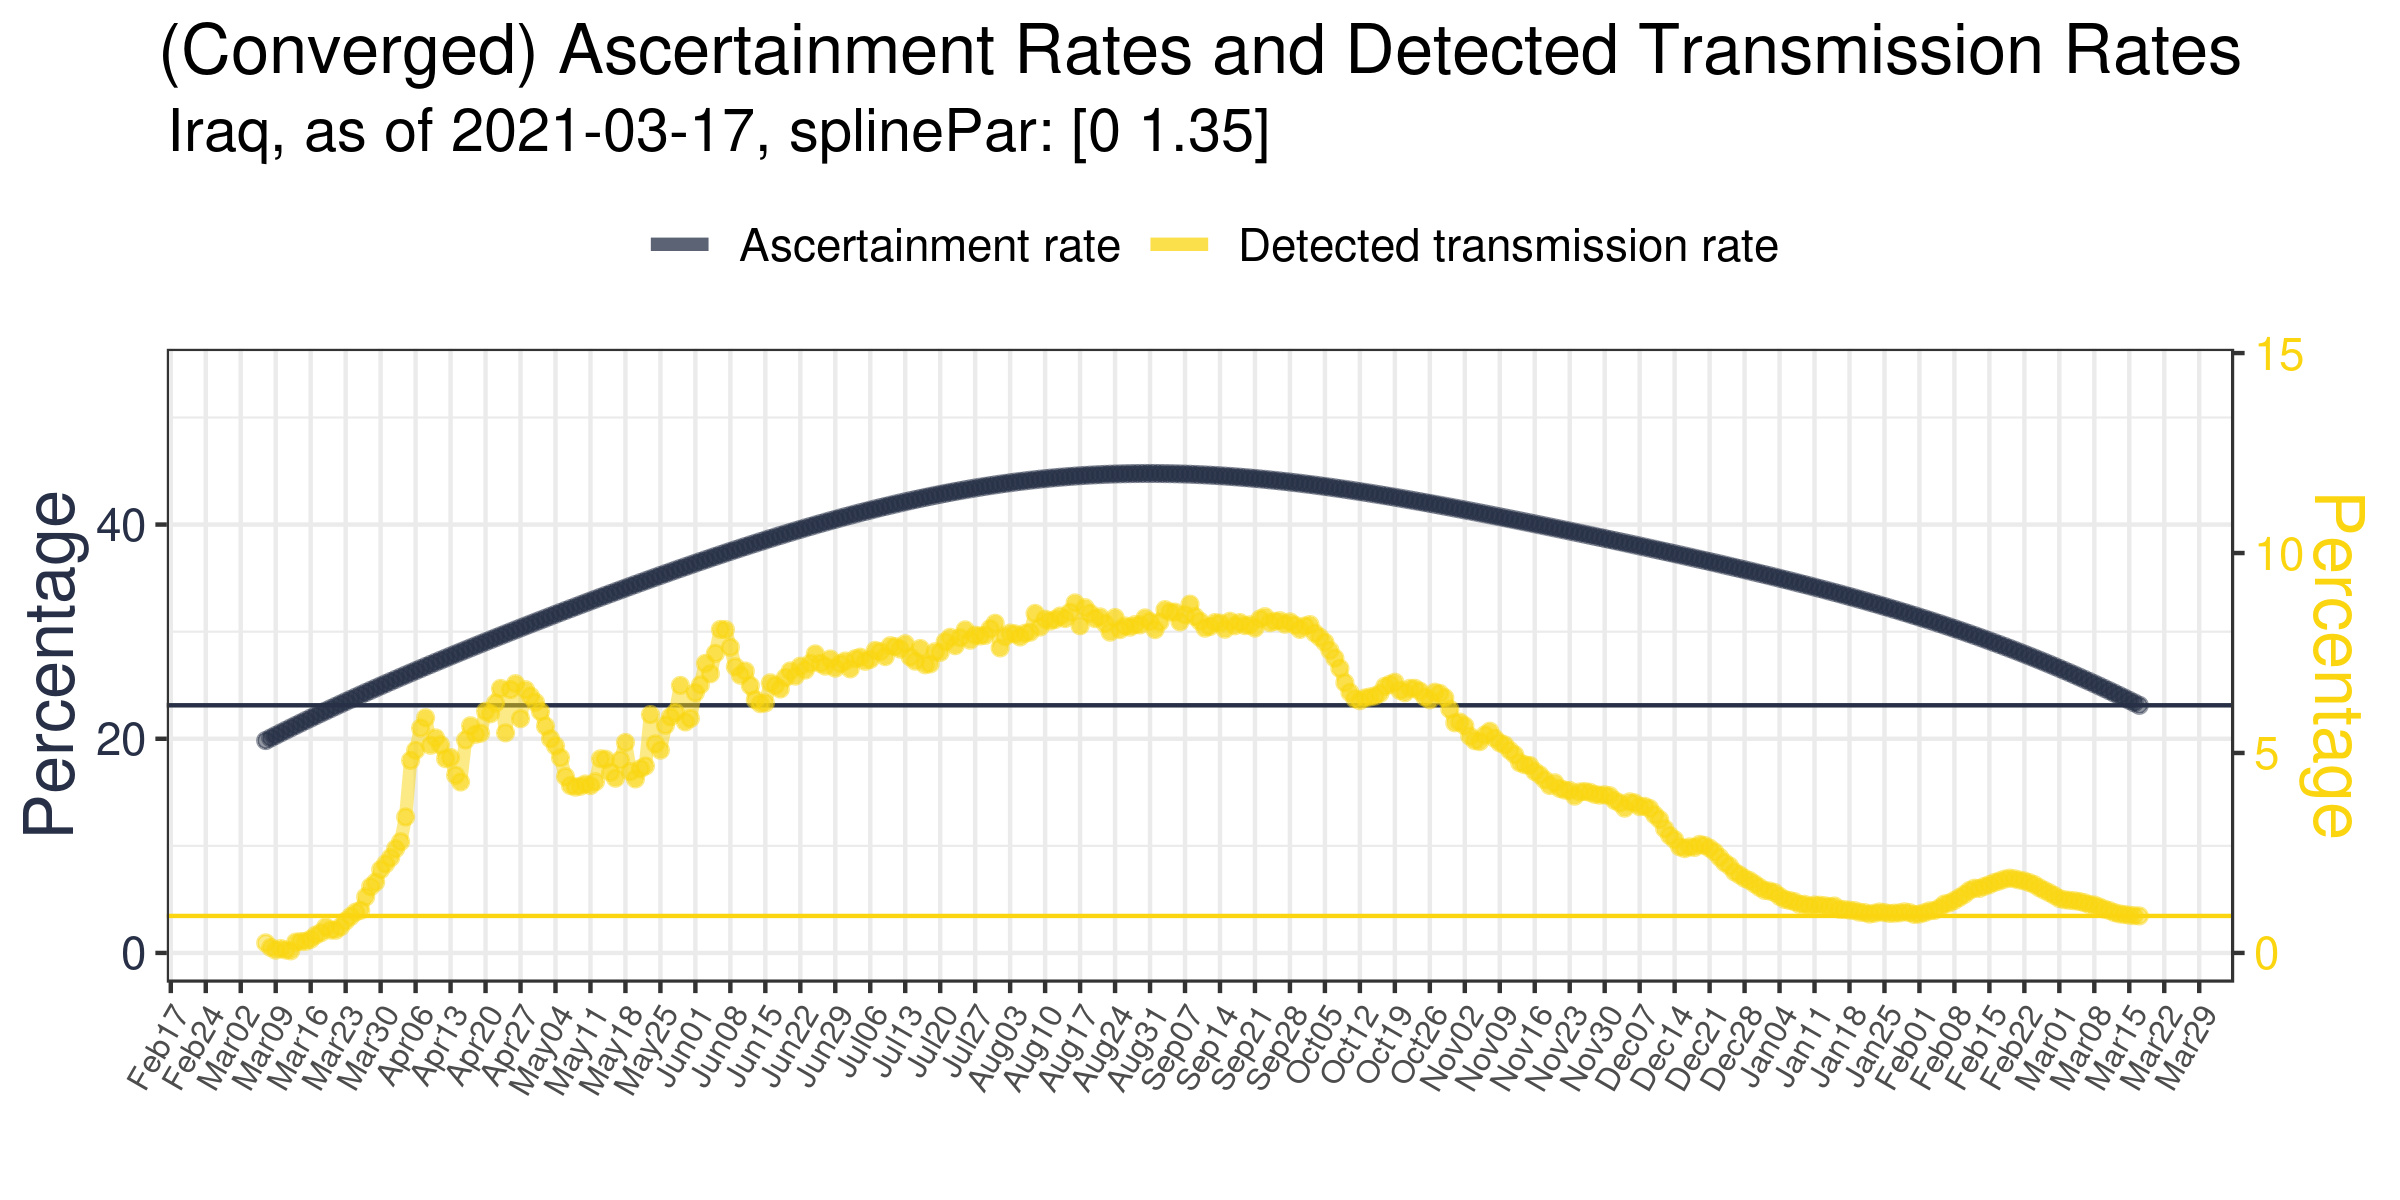 (Converged) Ascertainment Rates and Detected Transmission Rates
Iraq, as of 2021-03-17, splinePar: [0 1.35]
Ascertainment rate Detected transmission rate
Percentage
40
20
0
15
10
5
0
Percentage
Feb17 Feb24 Mar02 Mar09 Mar16 Mar23 Mar30 Apr06 Apr13 Apr20 Apr27 May04 May11 May18 May25 Jun01 Jun08 Jun15 Jun22 Jun29 Jul06 Jul13 Jul20 Jul27 Aug03 Aug10 Aug17 Aug24 Aug31 Sep07 Sep14 Sep21 Sep28 Oct05 Oct12 Oct19 Oct26 Nov02 Nov09 Nov16 Nov23 Nov30 Dec07 Dec14 Dec21 Dec28 Jan04 Jan11 Jan18 Jan25 Feb01 Feb08 Feb15 Feb22 Mar01 Mar08 Mar15 Mar22 Mar29